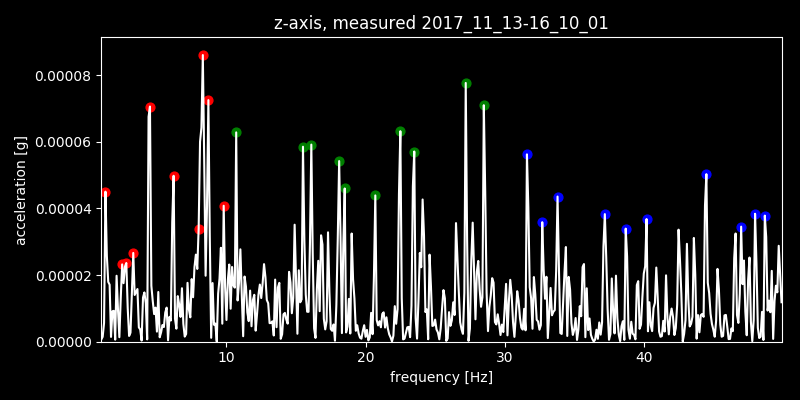 z-axis, measured 2017_11_13-16_10_01
0.00008
0.00006
0.00004
0.00002
0.00000
acceleration [g]
10 20 30 40
frequency [Hz]